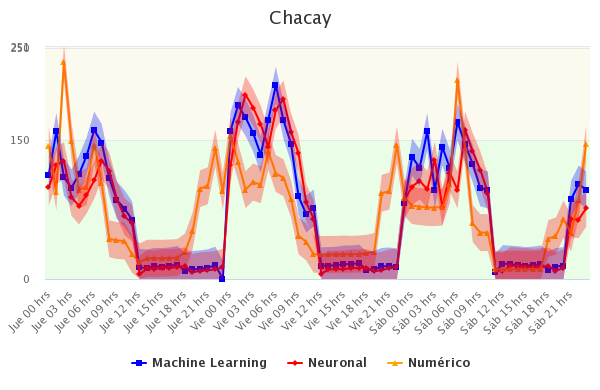 Chacay
150
0
Jue 00 hrs
Jue 03 hrs
Jue 06 hrs
Jue 09 hrs
Jue 12 hrs
Jue 15 hrs
Jue 18 hrs
Jue 21 hrs
Vie 00 hrs
Vie 03 hrs
Vie 06 hrs
Vie 09 hrs
Vie 12 hrs
Vie 15 hrs
Vie 18 hrs
Vie 21 hrs
Sáb 00 hrs
Sáb 03 hrs
Sáb 06 hrs
Sáb 09 hrs
Sáb 12 hrs
Sáb 15 hrs
Sáb 18 hrs
Sáb 21 hrs
Machine Learning Neuronal Numérico